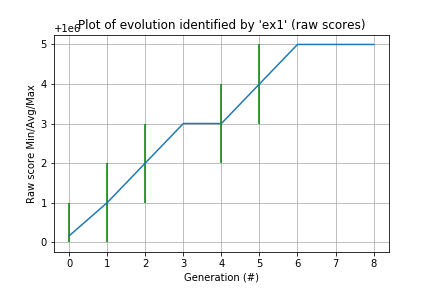 Plot of evolution identified by 'ex1' (raw scores)
+1e6
5
4
3
2
1
0
Raw score Min/Avg/Max
0 1 2 3 4 5 6 7 8
Generation (#)